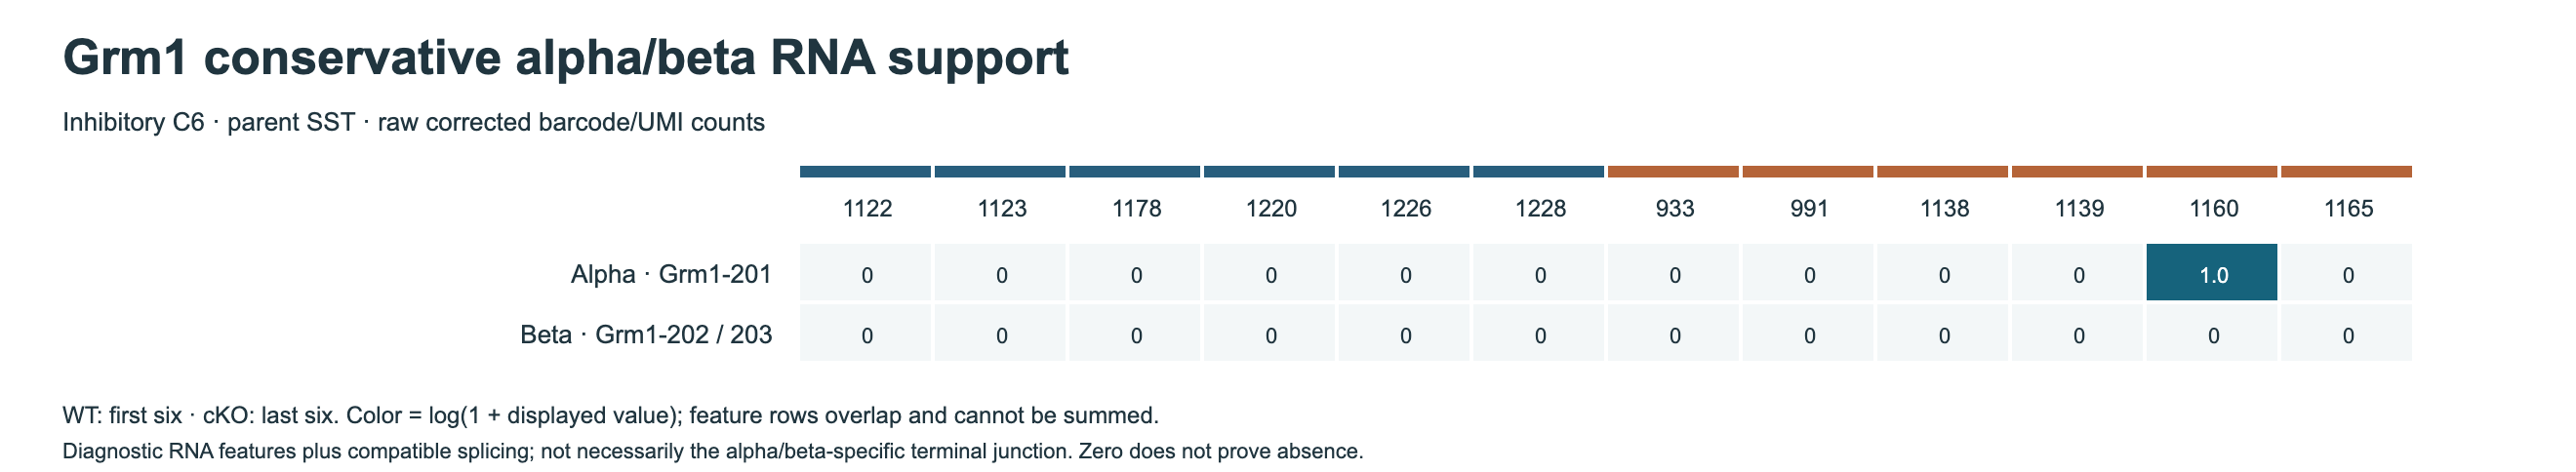 Grm1 conservative alpha/beta RNA support
Inhibitory C6 · parent SST · raw corrected barcode/UMI counts
1122 1123 1178 1220 1226 1228 933 991 1138 1139 1160 1165
Alpha · Grm1-201 0 0 0 0 0 0 0 0 0 0 1.0 0
Beta · Grm1-202 / 203 0 0 0 0 0 0 0 0 0 0 0 0
WT: first six · cKO: last six. Color = log(1 + displayed value); feature rows overlap and cannot be summed.
Diagnostic RNA features plus compatible splicing; not necessarily the alpha/beta-specific terminal junction. Zero does not prove absence.